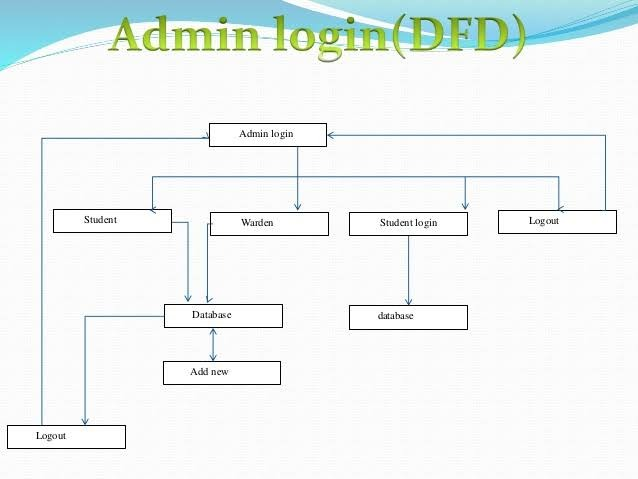 Admin login(DFD)
Admin login
Student
Warden
Student login
Logout
Database
database
Add new
Logout